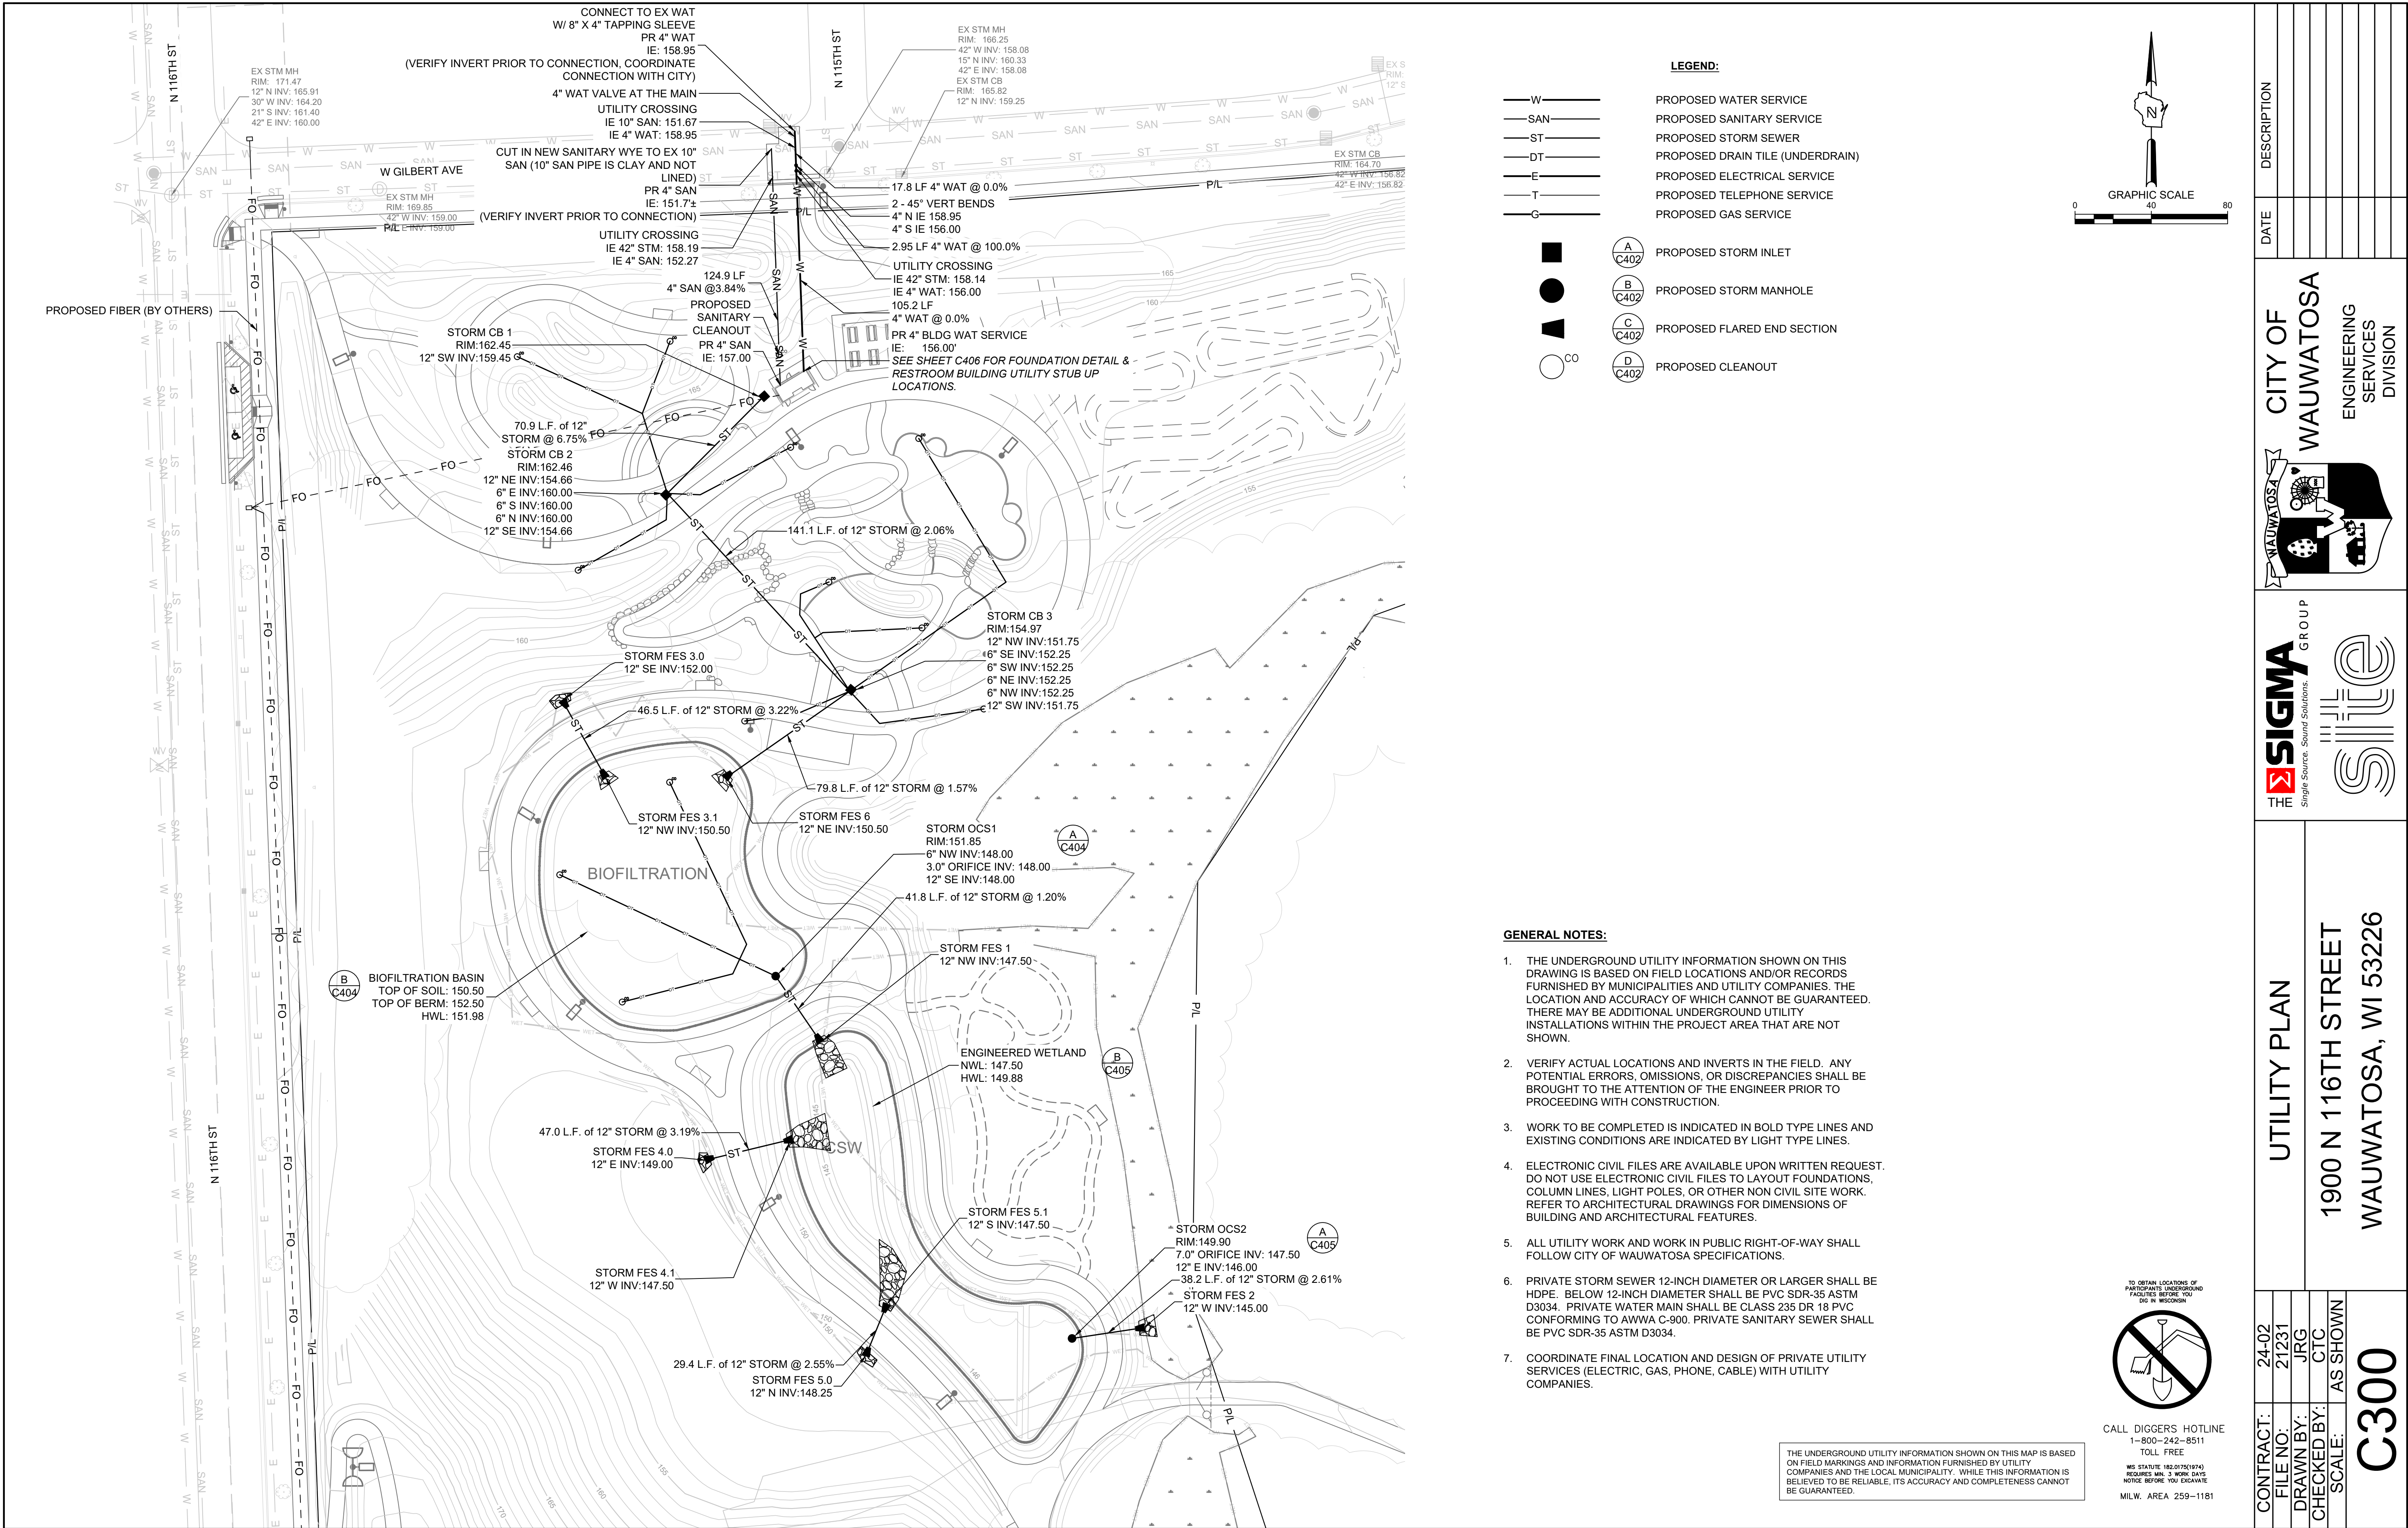 CONNECT TO EX WAT
W/ 8" X 4" TAPPING SLEEVE
PR 4" WAT
IE: 158.95
(VERIFY INVERT PRIOR TO CONNECTION, COORDINATE
CONNECTION WITH CITY)
4" WAT VALVE AT THE MAIN
UTILITY CROSSING
IE 10" SAN: 151.67
IE 4" WAT: 158.95
CUT IN NEW SANITARY WYE TO EX 10"
SAN (10" SAN PIPE IS CLAY AND NOT
LINED)
PR 4" SAN
IE: 151.7'±
(VERIFY INVERT PRIOR TO CONNECTION)
UTILITY CROSSING
IE 42" STM: 158.19
IE 4" SAN: 152.27
124.9 LF
4" SAN @3.84%
PROPOSED
SANITARY
CLEANOUT
PR 4" SAN
IE: 157.00
N 116TH ST
N 115TH ST
W GILBERT AVE
EX STM MH
RIM: 171.47
12" N INV: 165.91
30" W INV: 164.20
21" S INV: 161.40
42" E INV: 160.00
EX STM MH
RIM: 169.85
42" W INV: 159.00
42" E INV: 159.00
P/L
EX STM MH
RIM: 166.25
42" W INV: 158.08
15" N INV: 160.33
42" E INV: 158.08
EX STM CB
RIM: 165.82
12" N INV: 159.25
EX STM CB
RIM: 164.70
42" W INV: 156.82
42" E INV: 156.82
17.8 LF 4" WAT @ 0.0%
2 - 45° VERT BENDS
4" N IE 158.95
4" S IE 156.00
2.95 LF 4" WAT @ 100.0%
UTILITY CROSSING
IE 42" STM: 158.14
IE 4" WAT: 156.00
105.2 LF
4" WAT @ 0.0%
PR 4" BLDG WAT SERVICE
IE: 156.00'
SEE SHEET C406 FOR FOUNDATION DETAIL &
RESTROOM BUILDING UTILITY STUB UP
LOCATIONS.
PROPOSED FIBER (BY OTHERS)
STORM CB 1
RIM:162.45
12" SW INV:159.45
70.9 L.F. of 12"
STORM @ 6.75%
STORM CB 2
RIM:162.46
12" NE INV:154.66
6" E INV:160.00
6" S INV:160.00
6" N INV:160.00
12" SE INV:154.66
141.1 L.F. of 12" STORM @ 2.06%
STORM CB 3
RIM:154.97
12" NW INV:151.75
6" SE INV:152.25
6" SW INV:152.25
6" NE INV:152.25
6" NW INV:152.25
12" SW INV:151.75
STORM FES 3.0
12" SE INV:152.00
46.5 L.F. of 12" STORM @ 3.22%
79.8 L.F. of 12" STORM @ 1.57%
STORM FES 3.1
12" NW INV:150.50
STORM FES 6
12" NE INV:150.50
BIOFILTRATION
STORM OCS1
RIM:151.85
6" NW INV:148.00
3.0" ORIFICE INV: 148.00
12" SE INV:148.00
A
C404
41.8 L.F. of 12" STORM @ 1.20%
STORM FES 1
12" NW INV:147.50
B
C404
BIOFILTRATION BASIN
TOP OF SOIL: 150.50
TOP OF BERM: 152.50
HWL: 151.98
ENGINEERED WETLAND
NWL: 147.50
HWL: 149.88
B
C405
CSW
47.0 L.F. of 12" STORM @ 3.19%
STORM FES 4.0
12" E INV:149.00
STORM FES 4.1
12" W INV:147.50
STORM FES 5.1
12" S INV:147.50
STORM OCS2
RIM:149.90
7.0" ORIFICE INV: 147.50
12" E INV:146.00
A
C405
38.2 L.F. of 12" STORM @ 2.61%
STORM FES 2
12" W INV:145.00
29.4 L.F. of 12" STORM @ 2.55%
STORM FES 5.0
12" N INV:148.25
N 116TH ST
LEGEND:
W PROPOSED WATER SERVICE
SAN PROPOSED SANITARY SERVICE
ST PROPOSED STORM SEWER
DT PROPOSED DRAIN TILE (UNDERDRAIN)
E PROPOSED ELECTRICAL SERVICE
T PROPOSED TELEPHONE SERVICE
G PROPOSED GAS SERVICE
A C402 PROPOSED STORM INLET
B C402 PROPOSED STORM MANHOLE
C C402 PROPOSED FLARED END SECTION
CO D C402 PROPOSED CLEANOUT
N
GRAPHIC SCALE
0 40 80
GENERAL NOTES:
1. THE UNDERGROUND UTILITY INFORMATION SHOWN ON THIS
DRAWING IS BASED ON FIELD LOCATIONS AND/OR RECORDS
FURNISHED BY MUNICIPALITIES AND UTILITY COMPANIES. THE
LOCATION AND ACCURACY OF WHICH CANNOT BE GUARANTEED.
THERE MAY BE ADDITIONAL UNDERGROUND UTILITY
INSTALLATIONS WITHIN THE PROJECT AREA THAT ARE NOT
SHOWN.
2. VERIFY ACTUAL LOCATIONS AND INVERTS IN THE FIELD. ANY
POTENTIAL ERRORS, OMISSIONS, OR DISCREPANCIES SHALL BE
BROUGHT TO THE ATTENTION OF THE ENGINEER PRIOR TO
PROCEEDING WITH CONSTRUCTION.
3. WORK TO BE COMPLETED IS INDICATED IN BOLD TYPE LINES AND
EXISTING CONDITIONS ARE INDICATED BY LIGHT TYPE LINES.
4. ELECTRONIC CIVIL FILES ARE AVAILABLE UPON WRITTEN REQUEST.
DO NOT USE ELECTRONIC CIVIL FILES TO LAYOUT FOUNDATIONS,
COLUMN LINES, LIGHT POLES, OR OTHER NON CIVIL SITE WORK.
REFER TO ARCHITECTURAL DRAWINGS FOR DIMENSIONS OF
BUILDING AND ARCHITECTURAL FEATURES.
5. ALL UTILITY WORK AND WORK IN PUBLIC RIGHT-OF-WAY SHALL
FOLLOW CITY OF WAUWATOSA SPECIFICATIONS.
6. PRIVATE STORM SEWER 12-INCH DIAMETER OR LARGER SHALL BE
HDPE. BELOW 12-INCH DIAMETER SHALL BE PVC SDR-35 ASTM
D3034. PRIVATE WATER MAIN SHALL BE CLASS 235 DR 18 PVC
CONFORMING TO AWWA C-900. PRIVATE SANITARY SEWER SHALL
BE PVC SDR-35 ASTM D3034.
7. COORDINATE FINAL LOCATION AND DESIGN OF PRIVATE UTILITY
SERVICES (ELECTRIC, GAS, PHONE, CABLE) WITH UTILITY
COMPANIES.
THE UNDERGROUND UTILITY INFORMATION SHOWN ON THIS MAP IS BASED
ON FIELD MARKINGS AND INFORMATION FURNISHED BY UTILITY
COMPANIES AND THE LOCAL MUNICIPALITY. WHILE THIS INFORMATION IS
BELIEVED TO BE RELIABLE, ITS ACCURACY AND COMPLETENESS CANNOT
BE GUARANTEED.
TO OBTAIN LOCATIONS OF
PARTICIPANTS UNDERGROUND
FACILITIES BEFORE YOU
DIG IN WISCONSIN
CALL DIGGERS HOTLINE
1-800-242-8511
TOLL FREE
WIS STATUTE 182.0175(1974)
REQUIRES MIN. 3 WORK DAYS
NOTICE BEFORE YOU EXCAVATE
MILW. AREA 259-1181
DATE
DESCRIPTION
CITY OF
WAUWATOSA
ENGINEERING
SERVICES
DIVISION
WAUWATOSA
THE SIGMA GROUP
Single Source. Sound Solutions.
site
UTILITY PLAN
1900 N 116TH STREET
WAUWATOSA, WI 53226
CONTRACT: 24-02
FILE NO: 21231
DRAWN BY: JRG
CHECKED BY: CTC
SCALE: AS SHOWN
C300